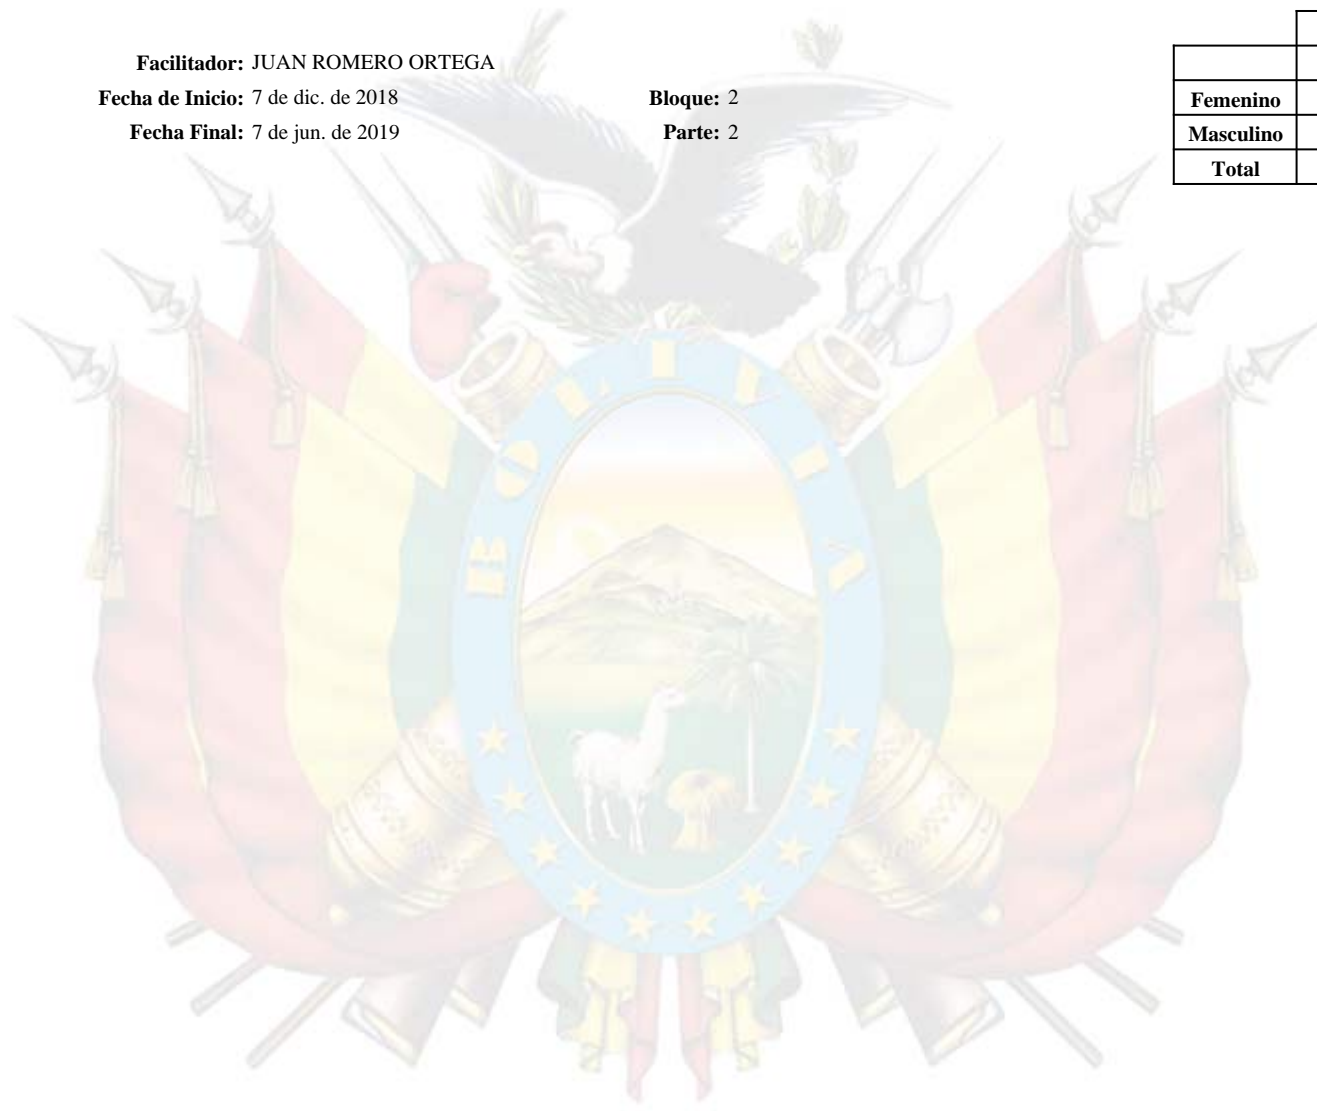 Facilitador: JUAN ROMERO ORTEGA
Fecha de Inicio: 7 de dic. de 2018 Bloque: 2
Fecha Final: 7 de jun. de 2019 Parte: 2
Femenino
Masculino
Total
BOLIVIA